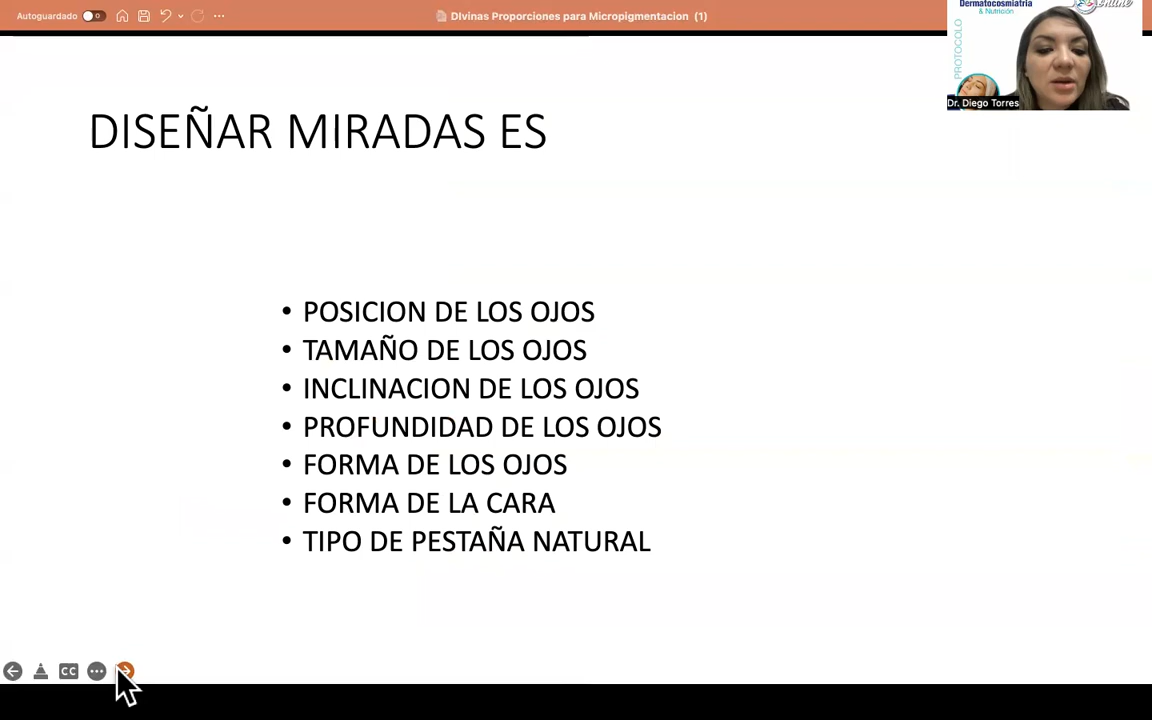 Autoguardado
DIvinas Proporciones para Micropigmentacion (1)
Dermatocosmiatria
& Nutrición
online
PROTOCOLO
Dr. Diego Torres
DISEÑAR MIRADAS ES
• POSICION DE LOS OJOS
• TAMAÑO DE LOS OJOS
• INCLINACION DE LOS OJOS
• PROFUNDIDAD DE LOS OJOS
• FORMA DE LOS OJOS
• FORMA DE LA CARA
• TIPO DE PESTAÑA NATURAL
CC